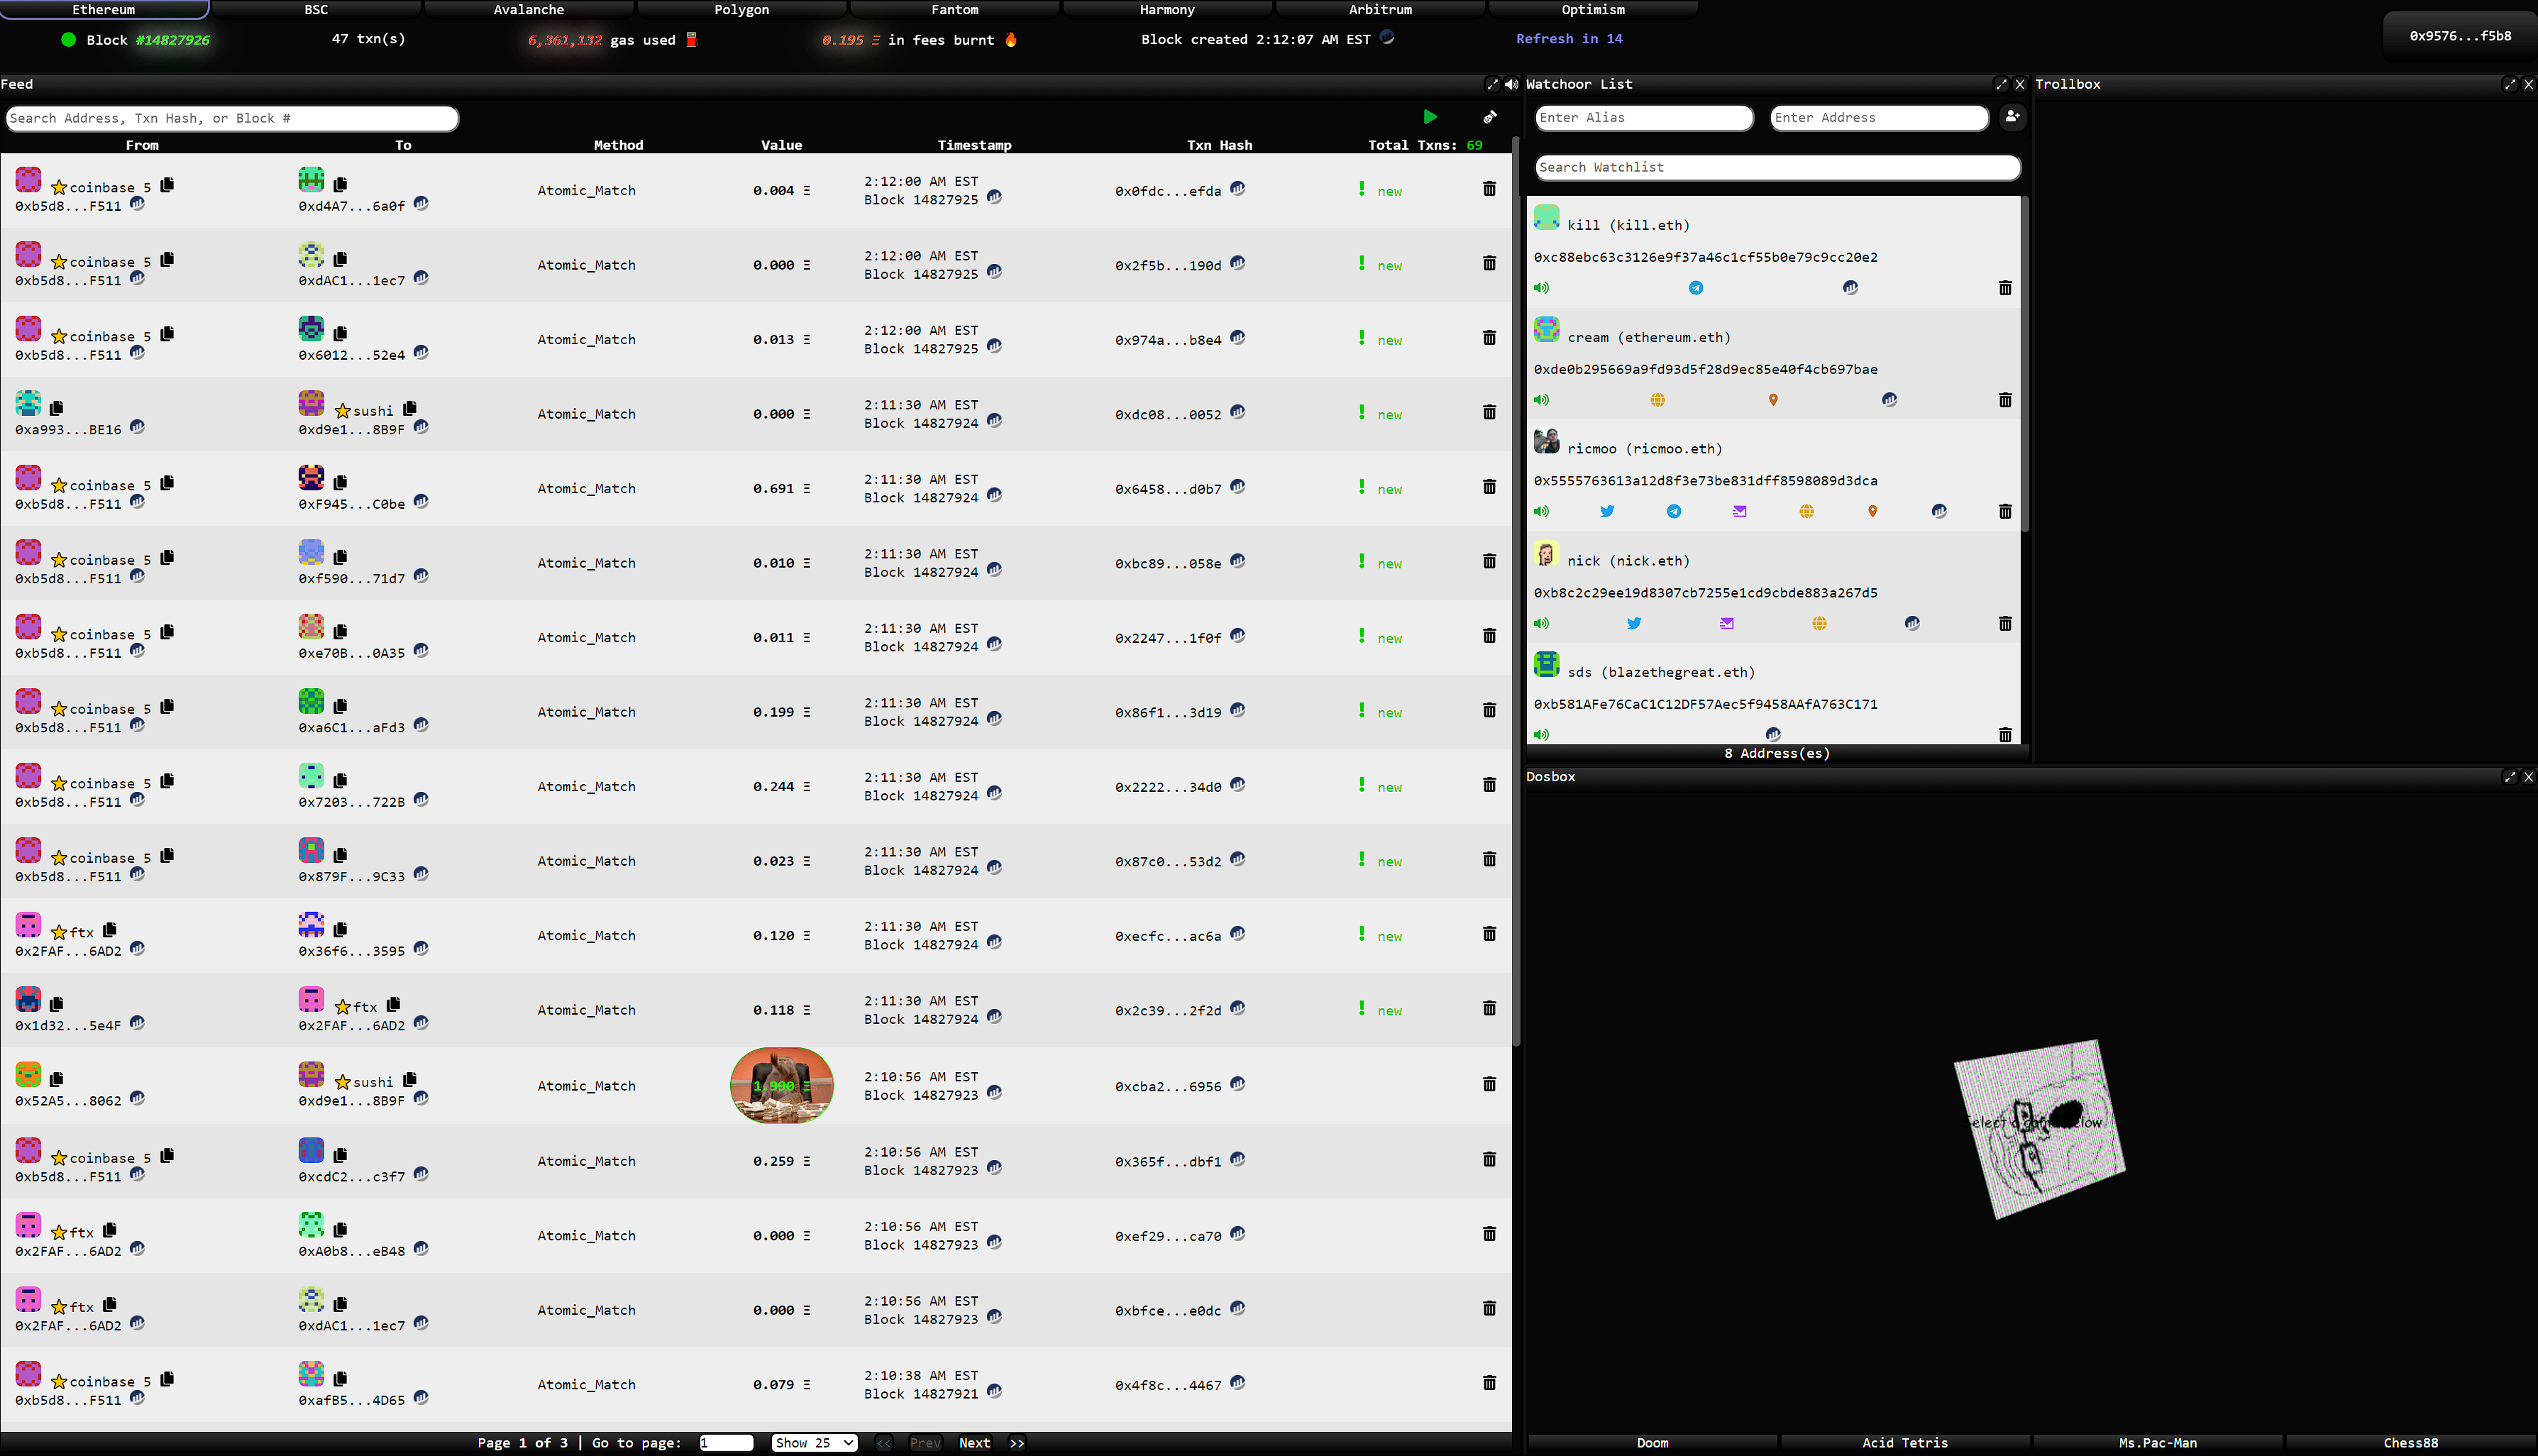 Ethereum BSC Avalanche Polygon Fantom Harmony Arbitrum Optimism
Block #14827926 47 txn(s) 6,361,132 gas used 0.195 Ξ in fees burnt Block created 2:12:07 AM EST Refresh in 14 0x9576...f5b8
Feed
Search Address, Txn Hash, or Block #
From To Method Value Timestamp Txn Hash Total Txns: 69
coinbase 5 2:12:00 AM EST
0xb5d8...F511 0xd4A7...6a0f Atomic_Match 0.004 Ξ Block 14827925 0x0fdc...efda ! new
coinbase 5 2:12:00 AM EST
0xb5d8...F511 0xdAC1...1ec7 Atomic_Match 0.000 Ξ Block 14827925 0x2f5b...190d ! new
coinbase 5 2:12:00 AM EST
0xb5d8...F511 0x6012...52e4 Atomic_Match 0.013 Ξ Block 14827925 0x974a...b8e4 ! new
sushi 2:11:30 AM EST
0xa993...BE16 0xd9e1...8B9F Atomic_Match 0.000 Ξ Block 14827924 0xdc08...0052 ! new
coinbase 5 2:11:30 AM EST
0xb5d8...F511 0xF945...C0be Atomic_Match 0.691 Ξ Block 14827924 0x6458...d0b7 ! new
coinbase 5 2:11:30 AM EST
0xb5d8...F511 0xf590...71d7 Atomic_Match 0.010 Ξ Block 14827924 0xbc89...058e ! new
coinbase 5 2:11:30 AM EST
0xb5d8...F511 0xe70B...0A35 Atomic_Match 0.011 Ξ Block 14827924 0x2247...1f0f ! new
coinbase 5 2:11:30 AM EST
0xb5d8...F511 0xa6C1...aFd3 Atomic_Match 0.199 Ξ Block 14827924 0x86f1...3d19 ! new
coinbase 5 2:11:30 AM EST
0xb5d8...F511 0x7203...722B Atomic_Match 0.244 Ξ Block 14827924 0x2222...34d0 ! new
coinbase 5 2:11:30 AM EST
0xb5d8...F511 0x879F...9C33 Atomic_Match 0.023 Ξ Block 14827924 0x87c0...53d2 ! new
ftx 2:11:30 AM EST
0x2FAF...6AD2 0x36f6...3595 Atomic_Match 0.120 Ξ Block 14827924 0xecfc...ac6a ! new
ftx 2:11:30 AM EST
0x1d32...5e4F 0x2FAF...6AD2 Atomic_Match 0.118 Ξ Block 14827924 0x2c39...2f2d ! new
sushi 2:10:56 AM EST
0x52A5...8062 0xd9e1...8B9F Atomic_Match Ξ Block 14827923 0xcba2...6956
coinbase 5 2:10:56 AM EST
0xb5d8...F511 0xcdC2...c3f7 Atomic_Match 0.259 Ξ Block 14827923 0x365f...dbf1
ftx 2:10:56 AM EST
0x2FAF...6AD2 0xA0b8...eB48 Atomic_Match 0.000 Ξ Block 14827923 0xef29...ca70
ftx 2:10:56 AM EST
0x2FAF...6AD2 0xdAC1...1ec7 Atomic_Match 0.000 Ξ Block 14827923 0xbfce...e0dc
coinbase 5 2:10:38 AM EST
0xb5d8...F511 0xafB5...4D65 Atomic_Match 0.079 Ξ Block 14827921 0x4f8c...4467
Page 1 of 3 | Go to page: 1 Show 25 << Prev Next >>
Watchoor List
Enter Alias Enter Address
Search Watchlist
kill (kill.eth)
0xc88ebc63c3126e9f37a46c1cf55b0e79c9cc20e2
cream (ethereum.eth)
0xde0b295669a9fd93d5f28d9ec85e40f4cb697bae
ricmoo (ricmoo.eth)
0x5555763613a12d8f3e73be831dff8598089d3dca
nick (nick.eth)
0xb8c2c29ee19d8307cb7255e1cd9cbde883a267d5
sds (blazethegreat.eth)
0xb581AFe76CaC1C12DF57Aec5f9458AAfA763C171
8 Address(es)
Trollbox
Dosbox
Doom Acid Tetris Ms.Pac-Man Chess88